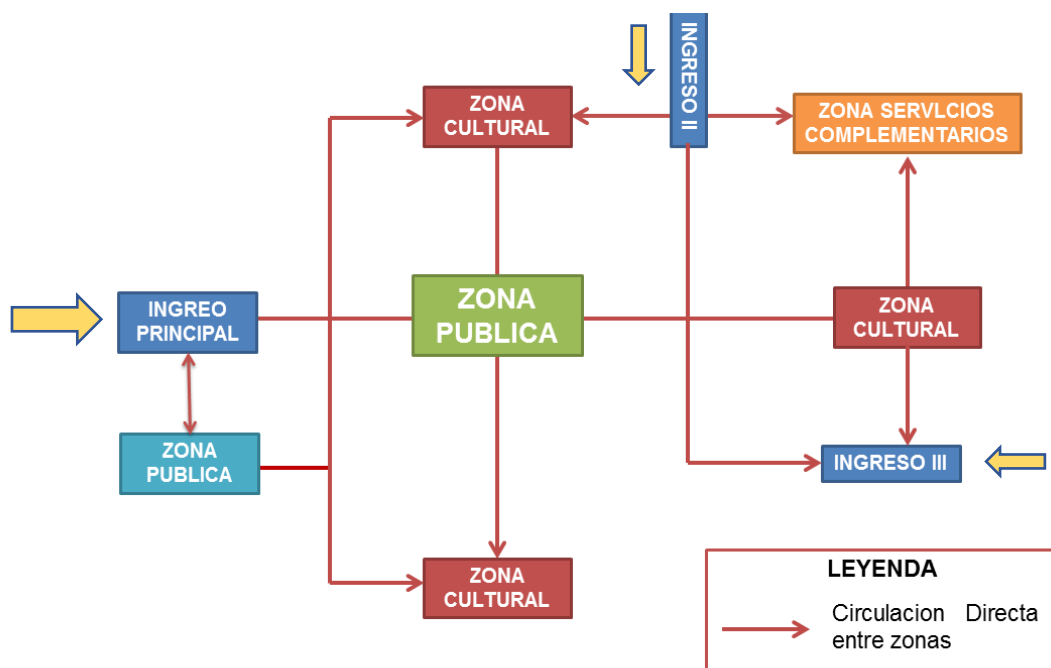 INGRESO II
ZONA
CULTURAL
ZONA SERVLCIOS
COMPLEMENTARIOS
INGREO
PRINCIPAL
ZONA
PUBLICA
ZONA
CULTURAL
ZONA
PUBLICA
INGRESO III
ZONA
CULTURAL
LEYENDA
Circulacion Directa
entre zonas